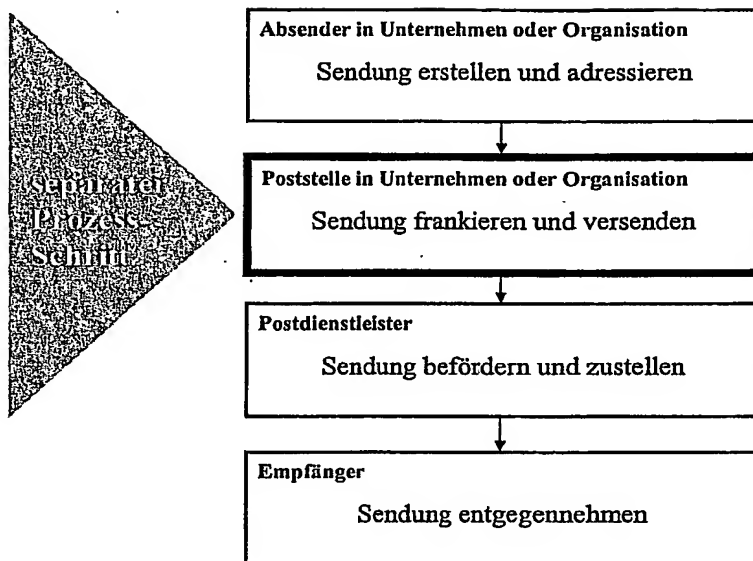 Absender in Unternehmen oder Organisation
Sendung erstellen und adressieren
separater
Prozess-
Schritt
Poststelle in Unternehmen oder Organisation
Sendung frankieren und versenden
Postdienstleister
Sendung befördern und zustellen
Empfänger
Sendung entgegennehmen